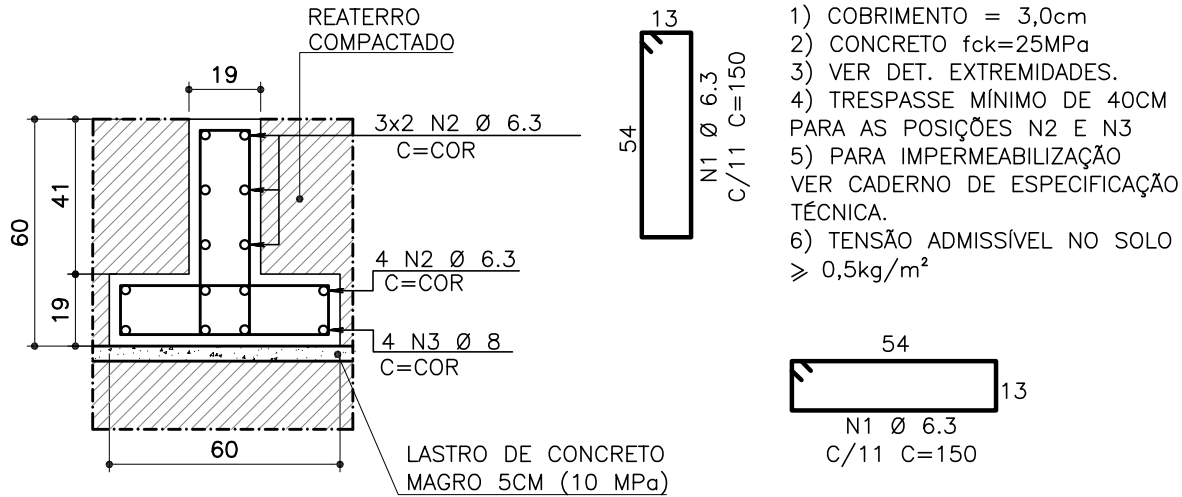 REATERRO
COMPACTADO
19
3x2 N2 Ø 6.3
C=COR
41
60
19
4 N2 Ø 6.3
C=COR
4 N3 Ø 8
C=COR
60
LASTRO DE CONCRETO
MAGRO 5CM (10 MPa)
13
54
N1 Ø 6.3
C/11 C=150
1) COBRIMENTO = 3,0cm
2) CONCRETO fck=25MPa
3) VER DET. EXTREMIDADES.
4) TRESPASSE MÍNIMO DE 40CM
PARA AS POSIÇÕES N2 E N3
5) PARA IMPERMEABILIZAÇÃO
VER CADERNO DE ESPECIFICAÇÃO
TÉCNICA.
6) TENSÃO ADMISSÍVEL NO SOLO
⩾ 0,5kg/m²
54
13
N1 Ø 6.3
C/11 C=150